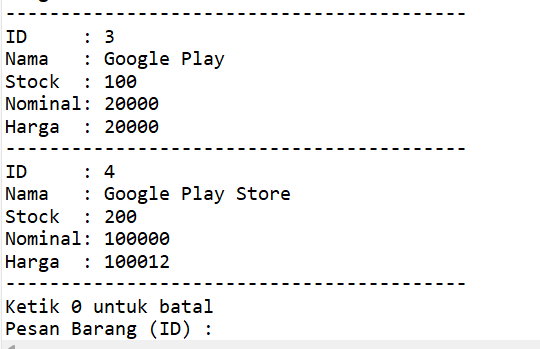 ------------------------------------------
ID     : 3
Nama   : Google Play
Stock  : 100
Nominal: 20000
Harga  : 20000
------------------------------------------
ID     : 4
Nama   : Google Play Store
Stock  : 200
Nominal: 100000
Harga  : 100012
------------------------------------------
Ketik 0 untuk batal
Pesan Barang (ID) :